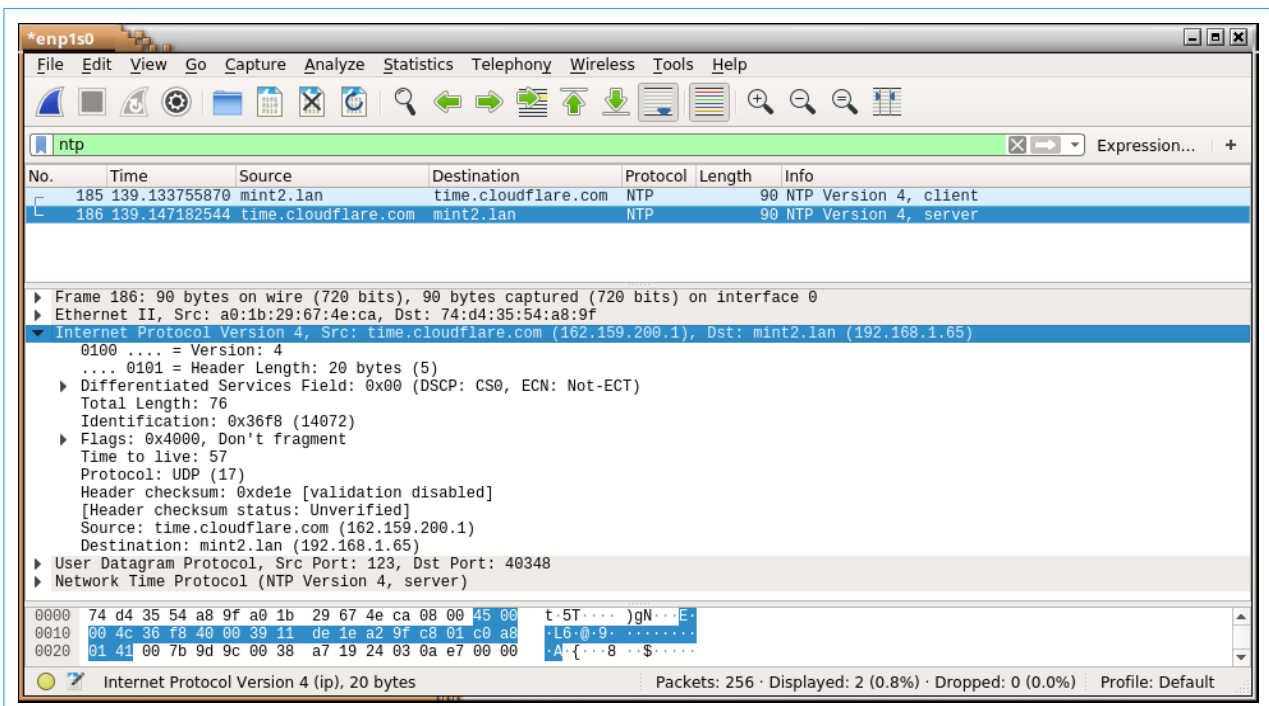 *enp1s0
File Edit View Go Capture Analyze Statistics Telephony Wireless Tools Help
ntp Expression... +
No. Time Source Destination Protocol Length Info
185 139.133755870 mint2.lan time.cloudflare.com NTP 90 NTP Version 4, client
186 139.147182544 time.cloudflare.com mint2.lan NTP 90 NTP Version 4, server
Frame 186: 90 bytes on wire (720 bits), 90 bytes captured (720 bits) on interface 0
Ethernet II, Src: a0:1b:29:67:4e:ca, Dst: 74:d4:35:54:a8:9f
Internet Protocol Version 4, Src: time.cloudflare.com (162.159.200.1), Dst: mint2.lan (192.168.1.65)
0100 .... = Version: 4
.... 0101 = Header Length: 20 bytes (5)
Differentiated Services Field: 0x00 (DSCP: CS0, ECN: Not-ECT)
Total Length: 76
Identification: 0x36f8 (14072)
Flags: 0x4000, Don't fragment
Time to live: 57
Protocol: UDP (17)
Header checksum: 0xde1e [validation disabled]
[Header checksum status: Unverified]
Source: time.cloudflare.com (162.159.200.1)
Destination: mint2.lan (192.168.1.65)
User Datagram Protocol, Src Port: 123, Dst Port: 40348
Network Time Protocol (NTP Version 4, server)
0000 74 d4 35 54 a8 9f a0 1b 29 67 4e ca 08 00 45 00 t·5T···· )gN···E·
0010 00 4c 36 f8 40 00 39 11 de 1e a2 9f c8 01 c0 a8 ·L6·@·9· ········
0020 01 41 00 7b 9d 9c 00 38 a7 19 24 03 0a e7 00 00 ·A·{···8 ··$·····
Internet Protocol Version 4 (ip), 20 bytes Packets: 256 · Displayed: 2 (0.8%) · Dropped: 0 (0.0%) Profile: Default